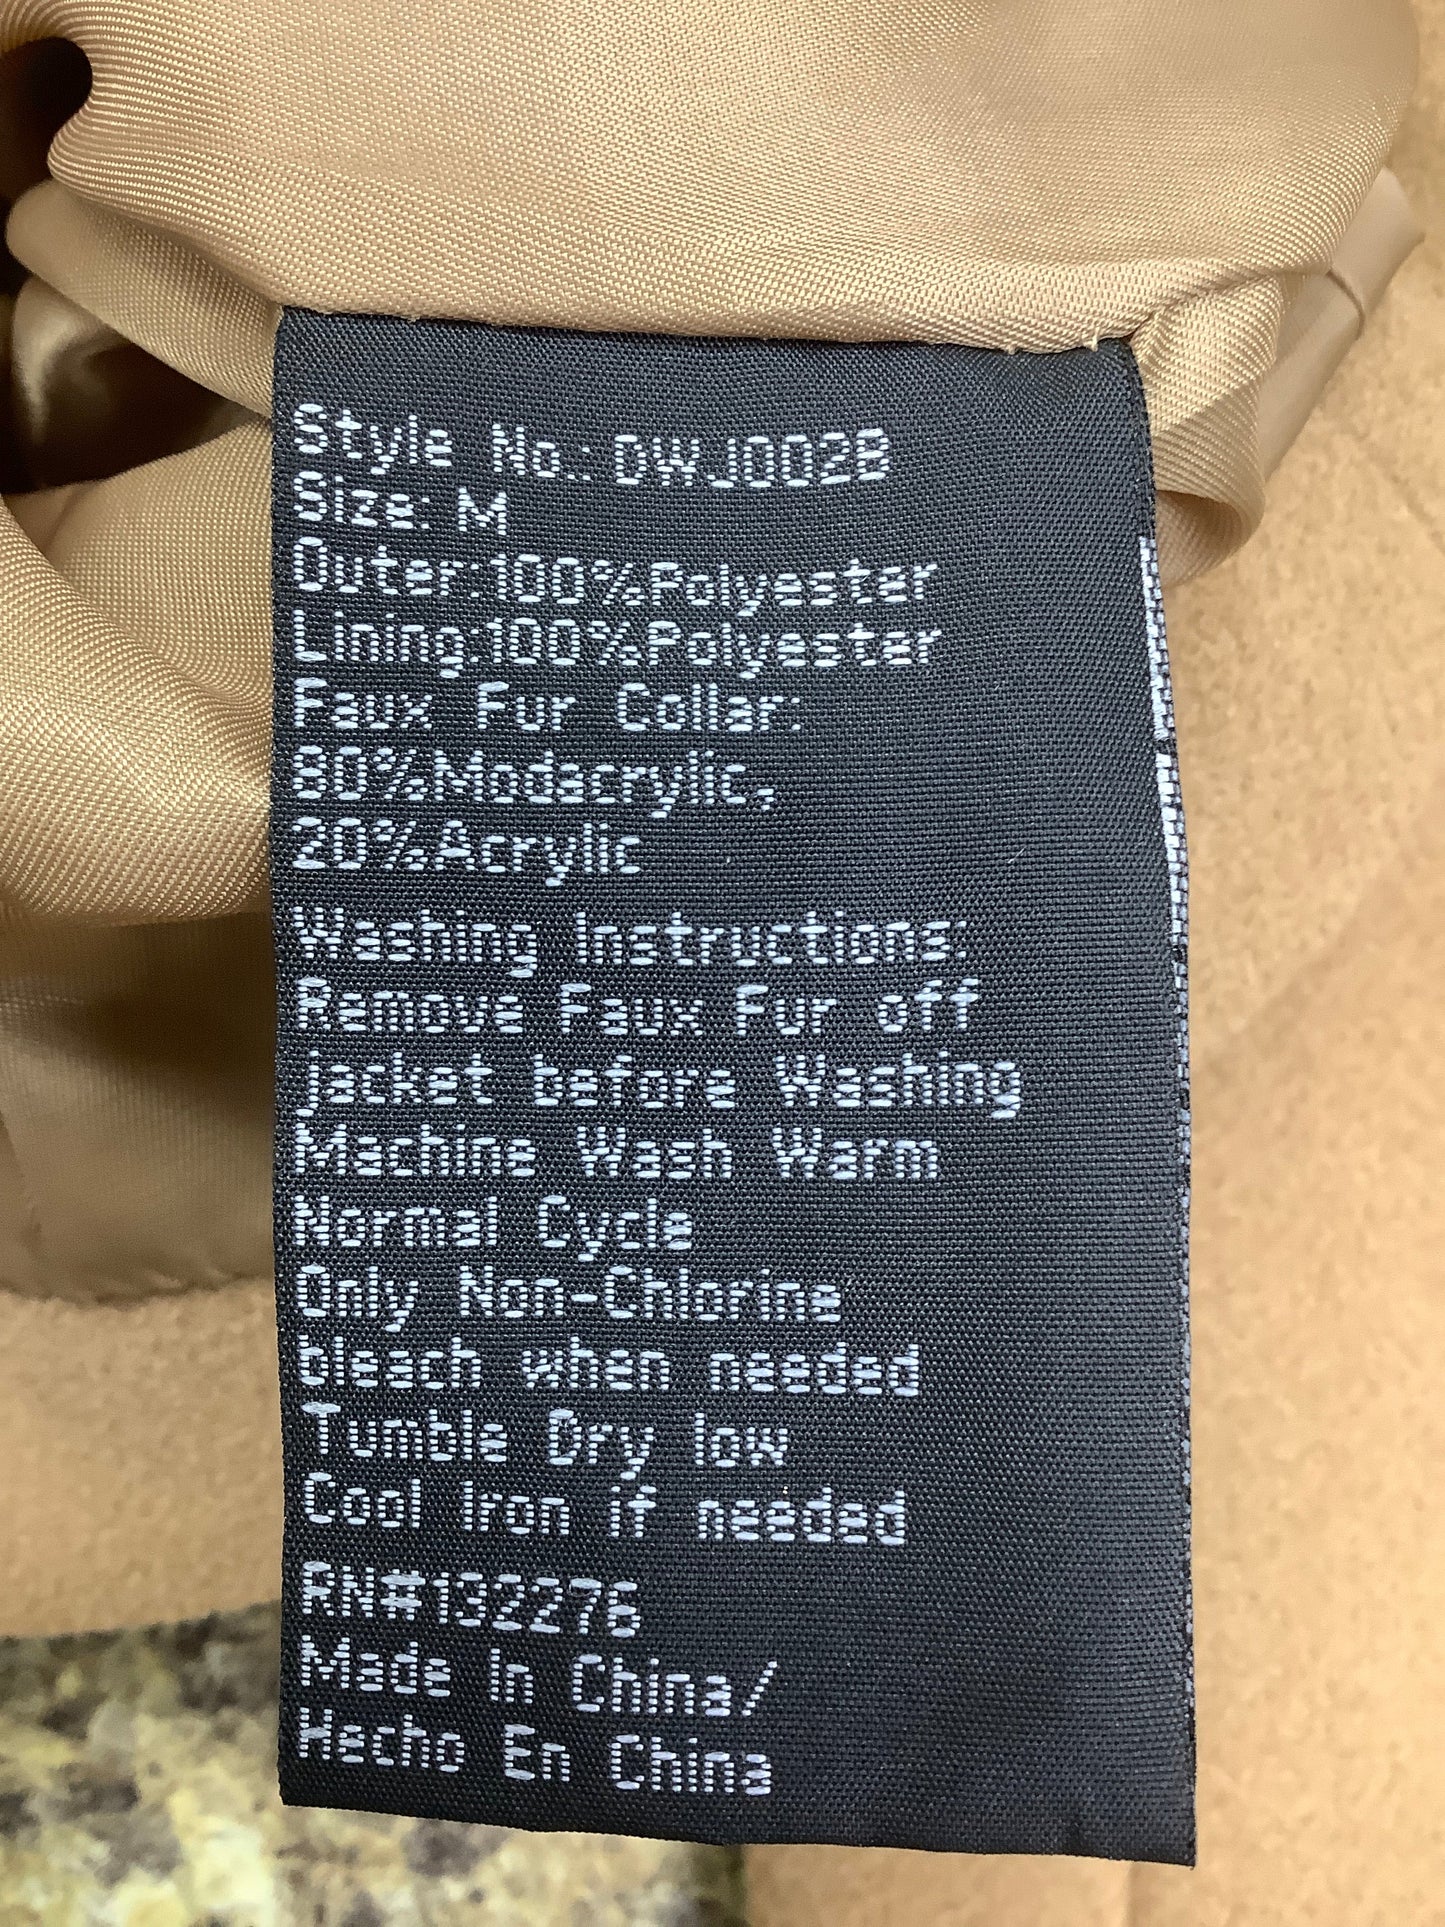 Style No.: DWJ002B
Size: M
Outer:100%Polyester
Lining:100%Polyester
Faux Fur Collar:
80%Modacrylic,
20%Acrylic
Washing Instructions:
Remove Faux Fur off
jacket before Washing
Machine Wash Warm
Normal Cycle
Only Non-Chlorine
bleach when needed
Tumble Dry low
Cool Iron if needed
RN#132276
Made In China/
Hecho En China